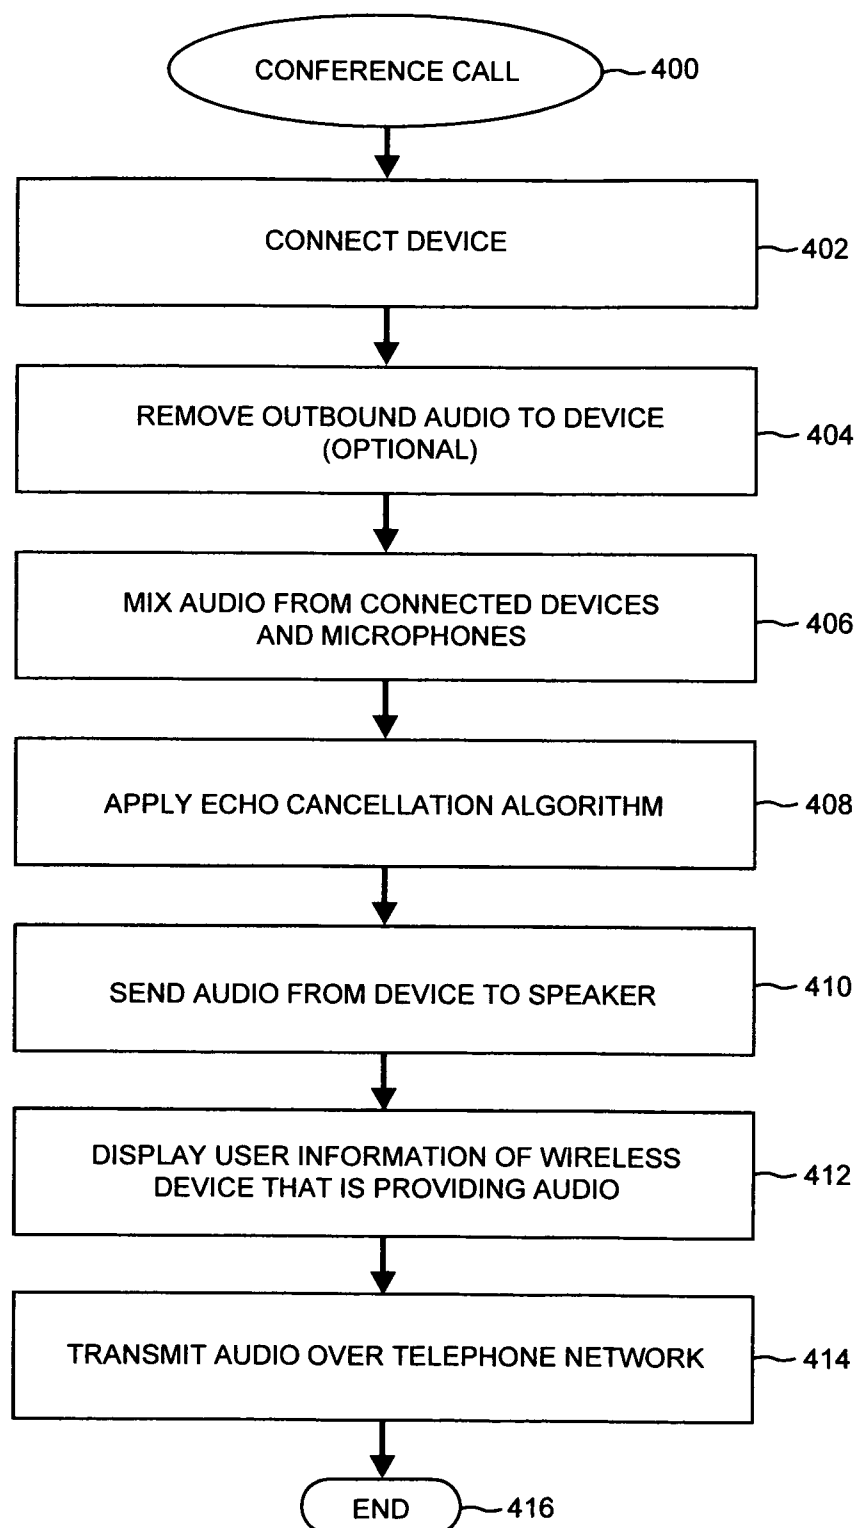 CONFERENCE CALL
400
CONNECT DEVICE
402
REMOVE OUTBOUND AUDIO TO DEVICE
(OPTIONAL)
404
MIX AUDIO FROM CONNECTED DEVICES
AND MICROPHONES
406
APPLY ECHO CANCELLATION ALGORITHM
408
SEND AUDIO FROM DEVICE TO SPEAKER
410
DISPLAY USER INFORMATION OF WIRELESS
DEVICE THAT IS PROVIDING AUDIO
412
TRANSMIT AUDIO OVER TELEPHONE NETWORK
414
END
416